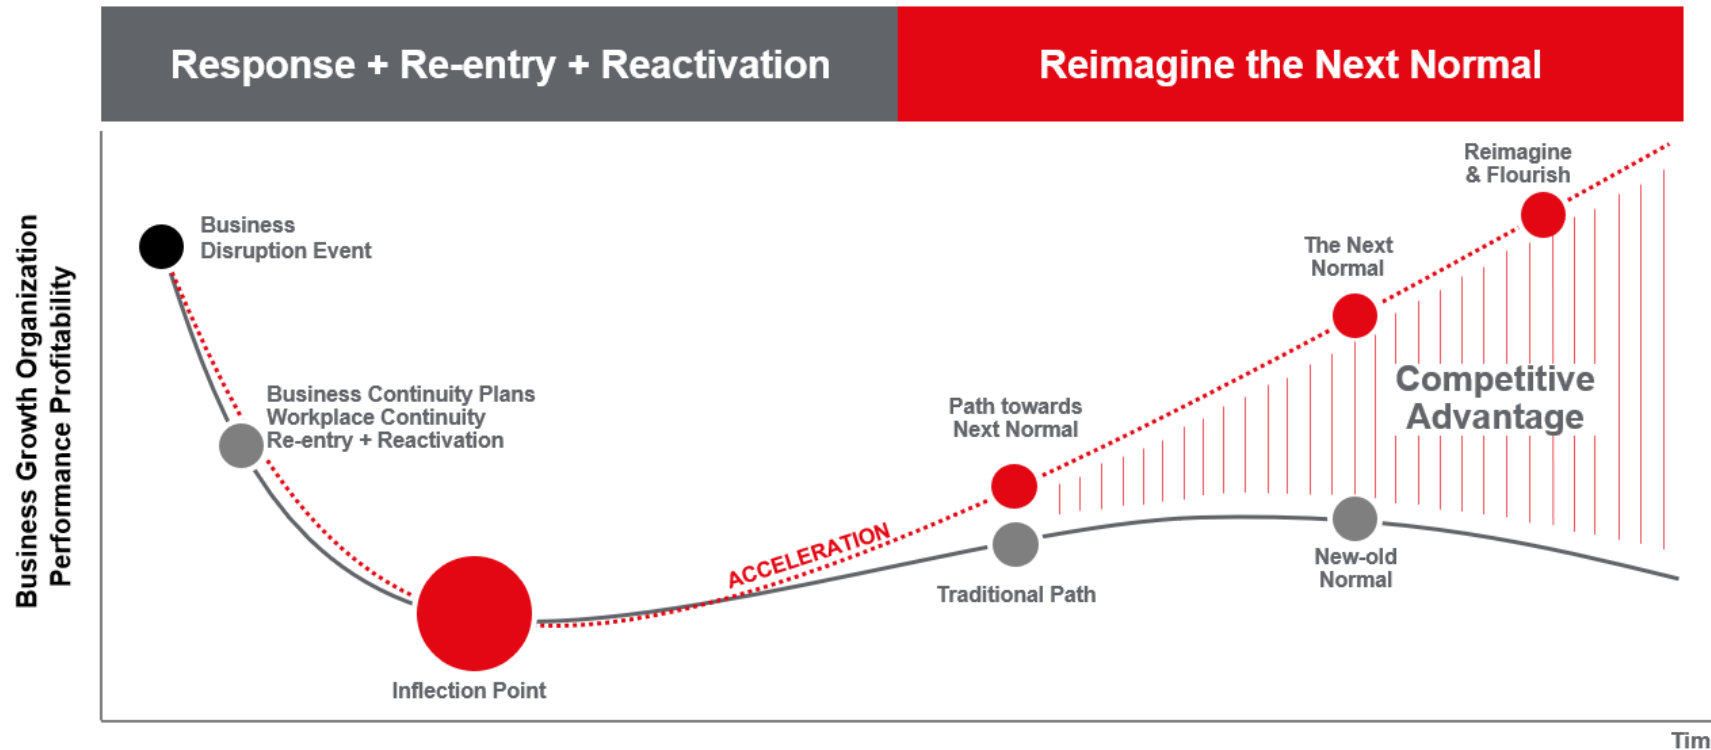 Response + Re-entry + Reactivation
Reimagine the Next Normal
Business Growth Organization
Performance Profitability
Business
Disruption Event
Business Continuity Plans
Workplace Continuity
Re-entry + Reactivation
Inflection Point
ACCELERATION
Path towards
Next Normal
Traditional Path
The Next
Normal
New-old
Normal
Reimagine
& Flourish
Competitive
Advantage
Tim